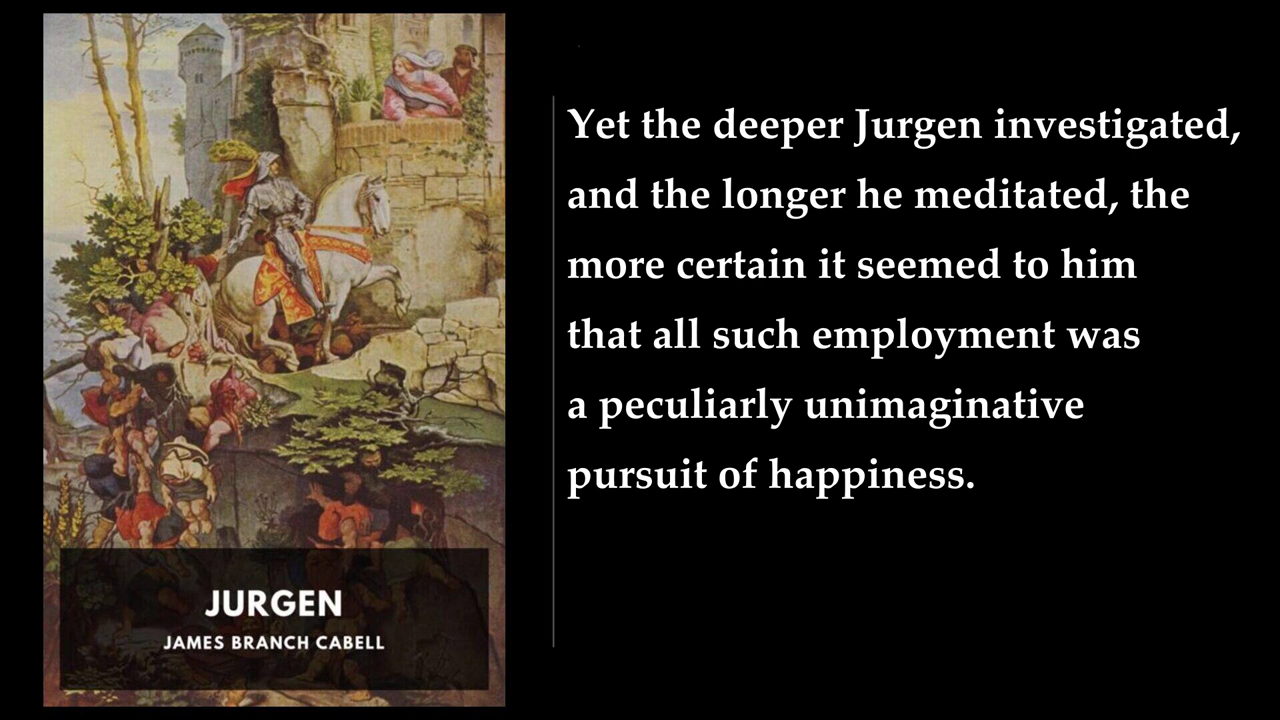 Yet the deeper Jurgen investigated,
and the longer he meditated, the
more certain it seemed to him
that all such employment was
a peculiarly unimaginative
pursuit of happiness.
JURGEN
JAMES BRANCH CABELL